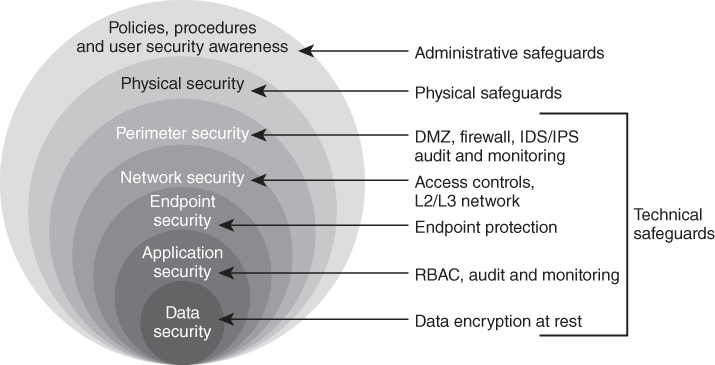 Policies, procedures
and user security awareness
Administrative safeguards
Physical security
Physical safeguards
Perimeter security
DMZ, firewall, IDS/IPS
audit and monitoring
Network security
Access controls,
L2/L3 network
Endpoint
security
Endpoint protection
Application
security
RBAC, audit and monitoring
Data
security
Data encryption at rest
Technical
safeguards